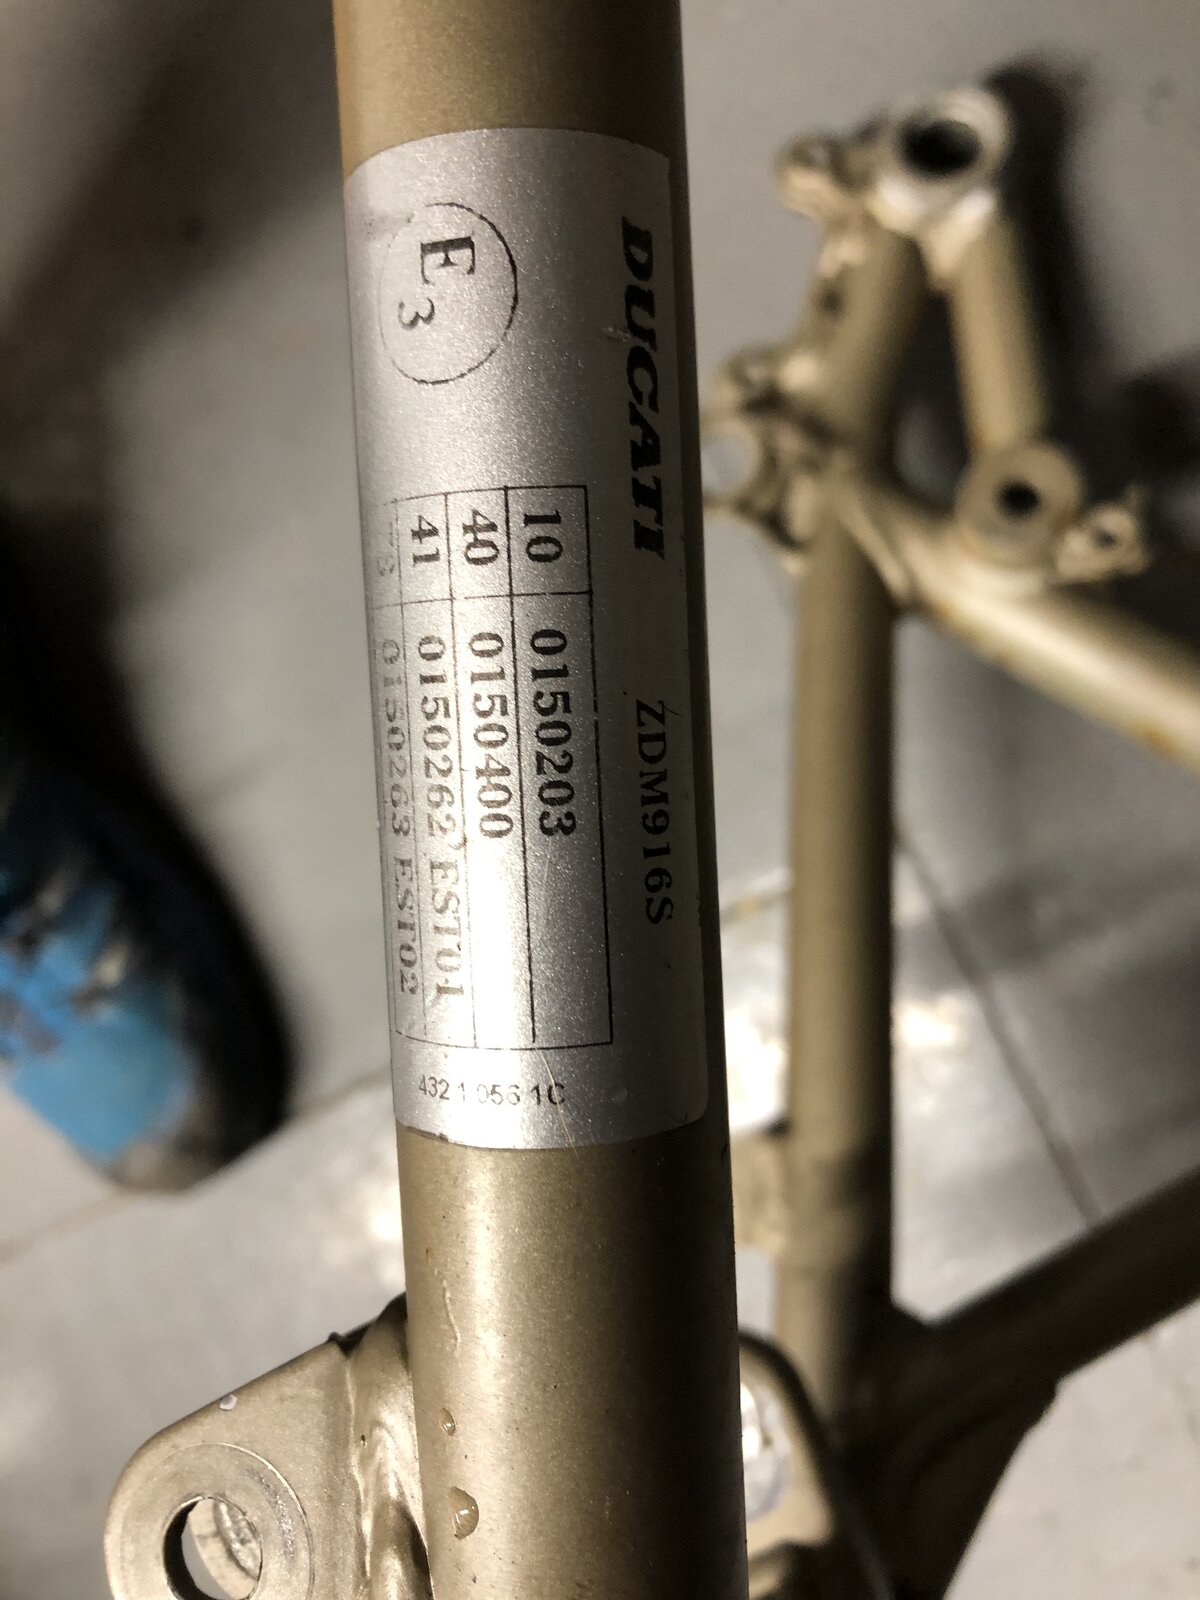 DUCATI ZDM916S
E3
10 0150203
40 0150400
41 0150262 EST01
0150263 EST02
432 1 056 1C